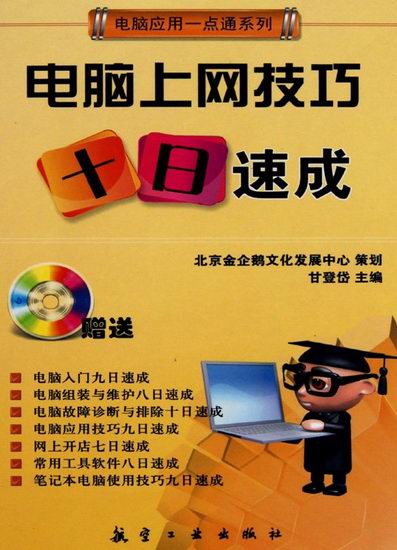 电脑应用一点通系列
电脑上网技巧
十日速成
北京金企鹅文化发展中心 策划
甘登岱 主编
赠送
电脑入门九日速成
电脑组装与维护八日速成
电脑故障诊断与排除十日速成
电脑应用技巧九日速成
网上开店七日速成
常用工具软件八日速成
笔记本电脑使用技巧九日速成
航空工业出版社